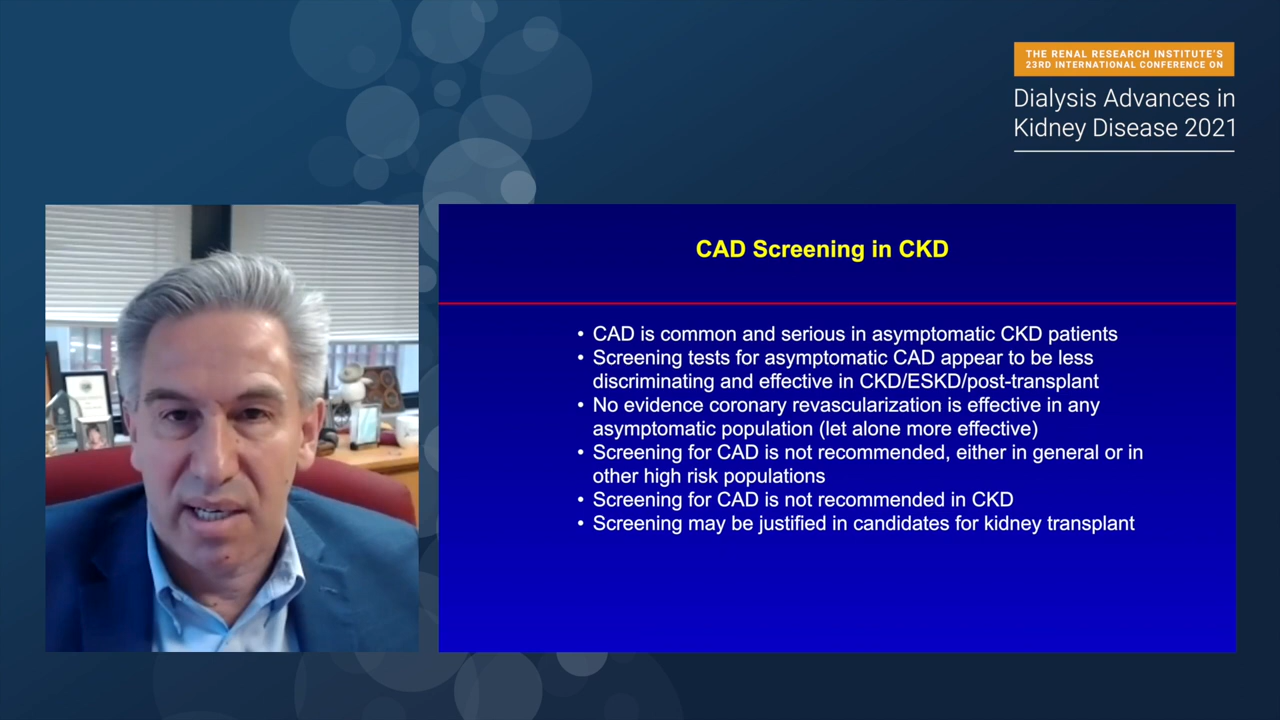 THE RENAL RESEARCH INSTITUTE'S
23RD INTERNATIONAL CONFERENCE ON
Dialysis Advances in
Kidney Disease 2021
CAD Screening in CKD
• CAD is common and serious in asymptomatic CKD patients
• Screening tests for asymptomatic CAD appear to be less
discriminating and effective in CKD/ESKD/post-transplant
• No evidence coronary revascularization is effective in any
asymptomatic population (let alone more effective)
• Screening for CAD is not recommended, either in general or in
other high risk populations
• Screening for CAD is not recommended in CKD
• Screening may be justified in candidates for kidney transplant